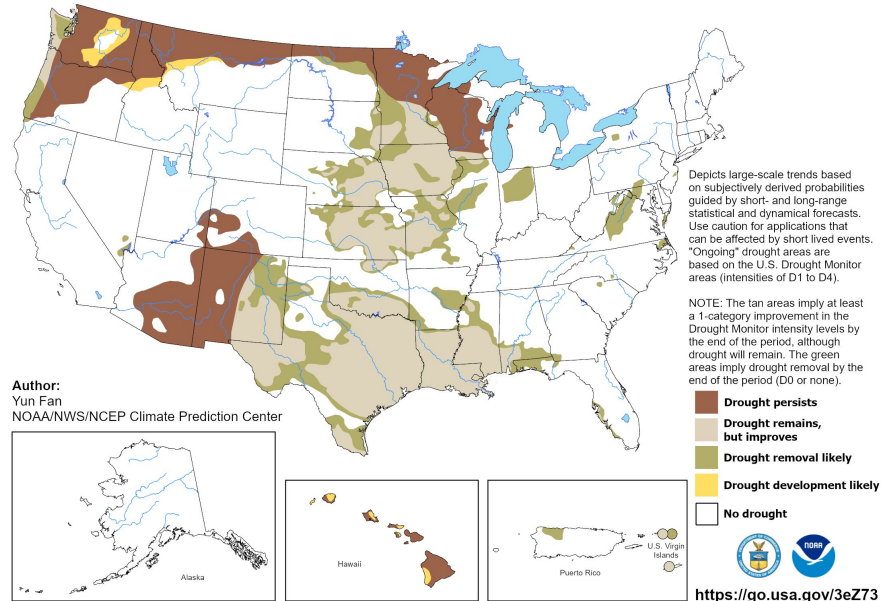 Depicts large-scale trends based
on subjectively derived probabilities
guided by short- and long-range
statistical and dynamical forecasts.
Use caution for applications that
can be affected by short lived events.
"Ongoing" drought areas are
based on the U.S. Drought Monitor
areas (intensities of D1 to D4).
NOTE: The tan areas imply at least
a 1-category improvement in the
Drought Monitor intensity levels by
the end of the period, although
drought will remain. The green
areas imply drought removal by the
end of the period (D0 or none).
Author:
Yun Fan
NOAA/NWS/NCEP Climate Prediction Center
Drought persists
Drought remains,
but improves
Drought removal likely
Drought development likely
No drought
Alaska
Hawaii
Puerto Rico
U.S. Virgin
Islands
NOAA
https://go.usa.gov/3eZ73